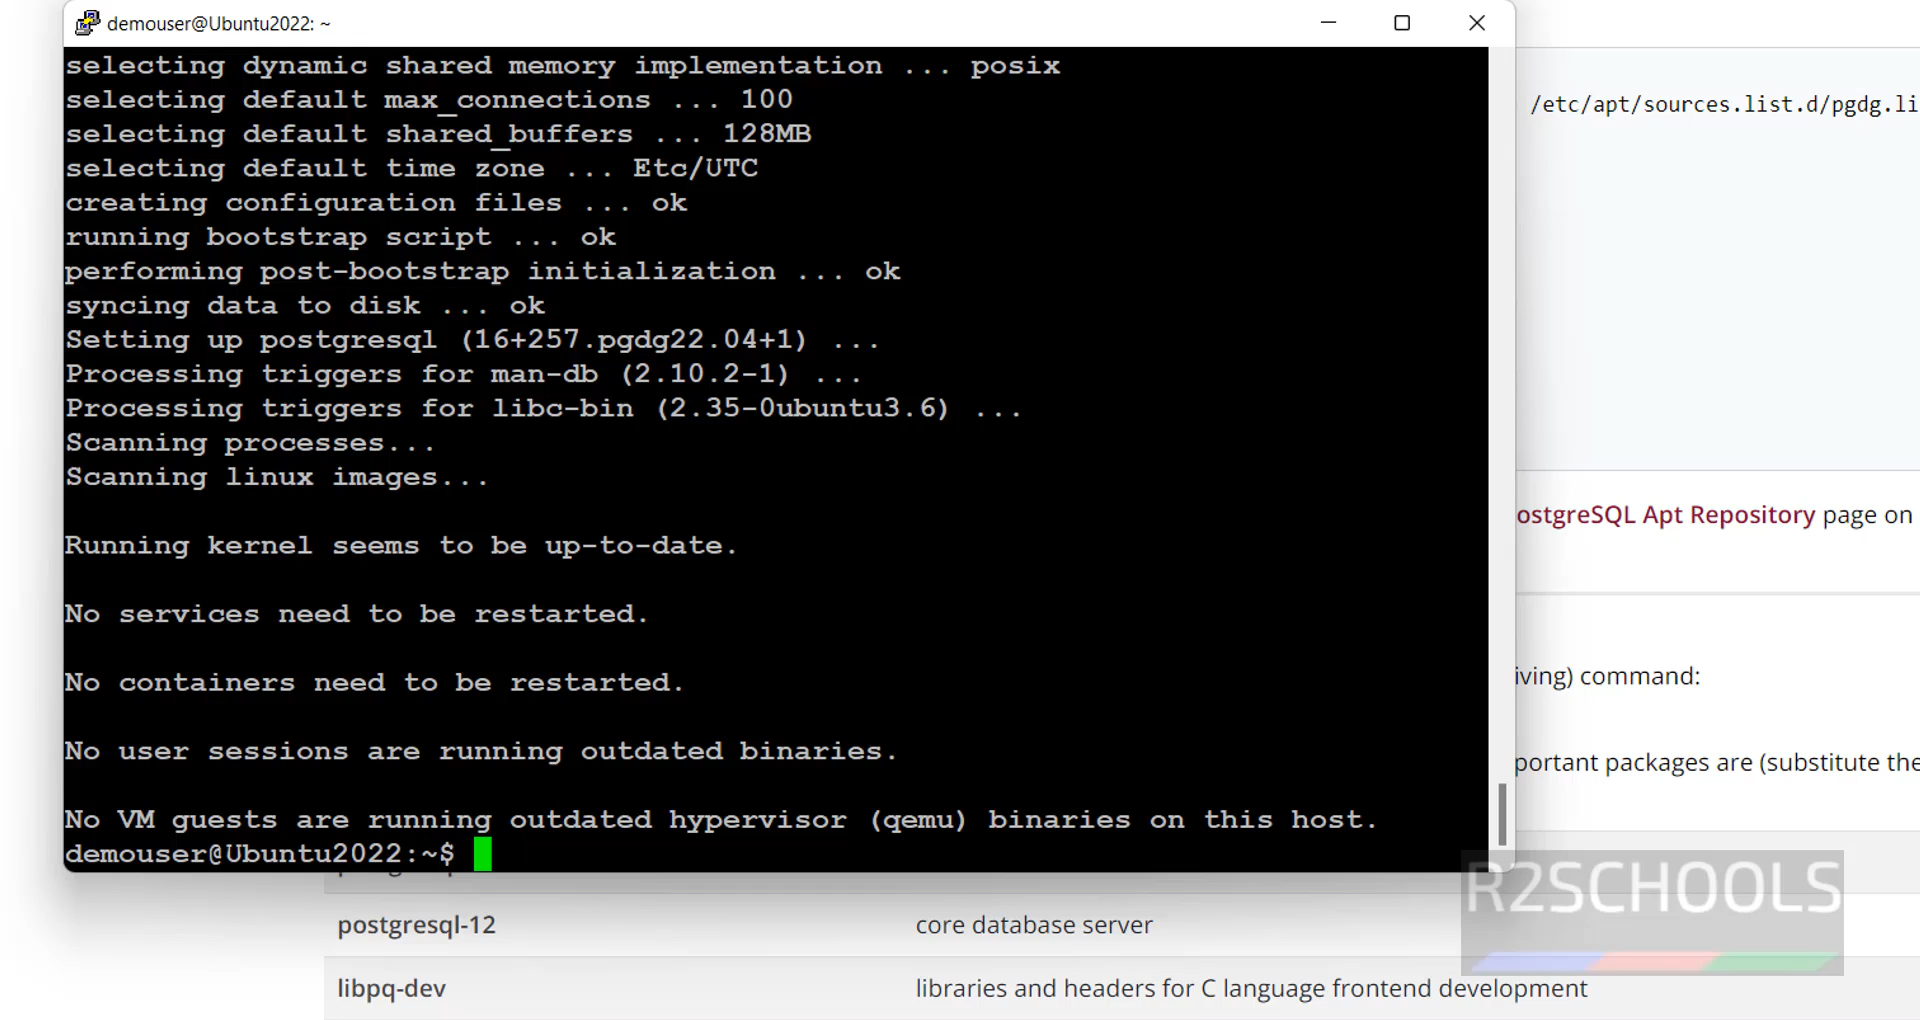 demouser@Ubuntu2022: ~
selecting dynamic shared memory implementation ... posix
selecting default max_connections ... 100
selecting default shared_buffers ... 128MB
selecting default time zone ... Etc/UTC
creating configuration files ... ok
running bootstrap script ... ok
performing post-bootstrap initialization ... ok
syncing data to disk ... ok
Setting up postgresql (16+257.pgdg22.04+1) ...
Processing triggers for man-db (2.10.2-1) ...
Processing triggers for libc-bin (2.35-0ubuntu3.6) ...
Scanning processes...
Scanning linux images...
Running kernel seems to be up-to-date.
No services need to be restarted.
No containers need to be restarted.
No user sessions are running outdated binaries.
No VM guests are running outdated hypervisor (qemu) binaries on this host.
demouser@Ubuntu2022:~$
/etc/apt/sources.list.d/pgdg.li
ostgreSQL Apt Repository page on
iving) command:
portant packages are (substitute the
R2SCHOOLS
postgresql-12 core database server
libpq-dev libraries and headers for C language frontend development